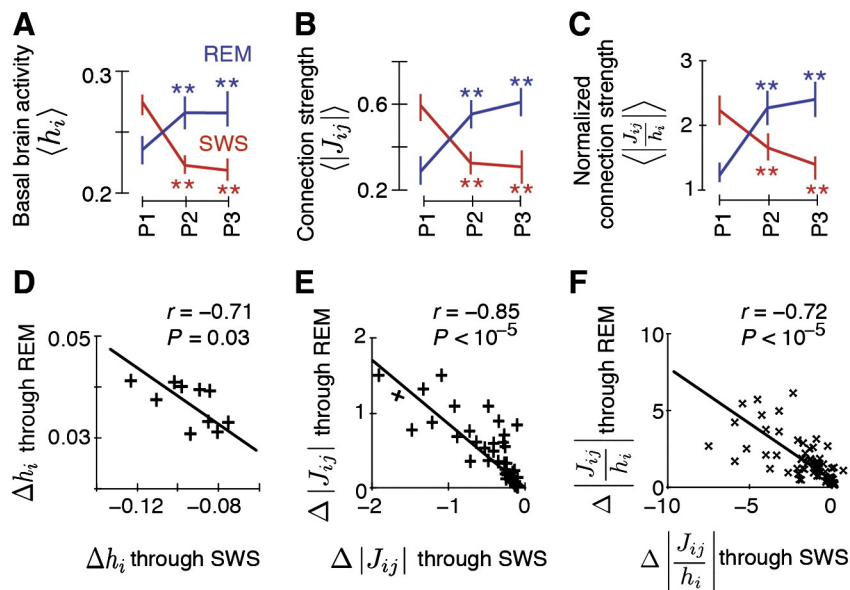 A
Basal brain activity
⟨h_i⟩
0.3
0.2
REM
**
**
SWS
**
**
P1
P2
P3
B
Connection strength
⟨|J_ij|⟩
0.6
0.2
**
**
**
**
P1
P2
P3
C
Normalized
connection strength
⟨|J_ij/h_i|⟩
3
2
1
**
**
**
**
P1
P2
P3
D
r = −0.71
P = 0.03
Δh_i through REM
0.05
0.03
−0.12
−0.08
Δh_i through SWS
E
r = −0.85
P < 10^−5
Δ |J_ij| through REM
2
1
0
−2
−1
0
Δ |J_ij| through SWS
F
r = −0.72
P < 10^−5
Δ |J_ij/h_i| through REM
10
5
0
−10
−5
0
Δ |J_ij/h_i| through SWS